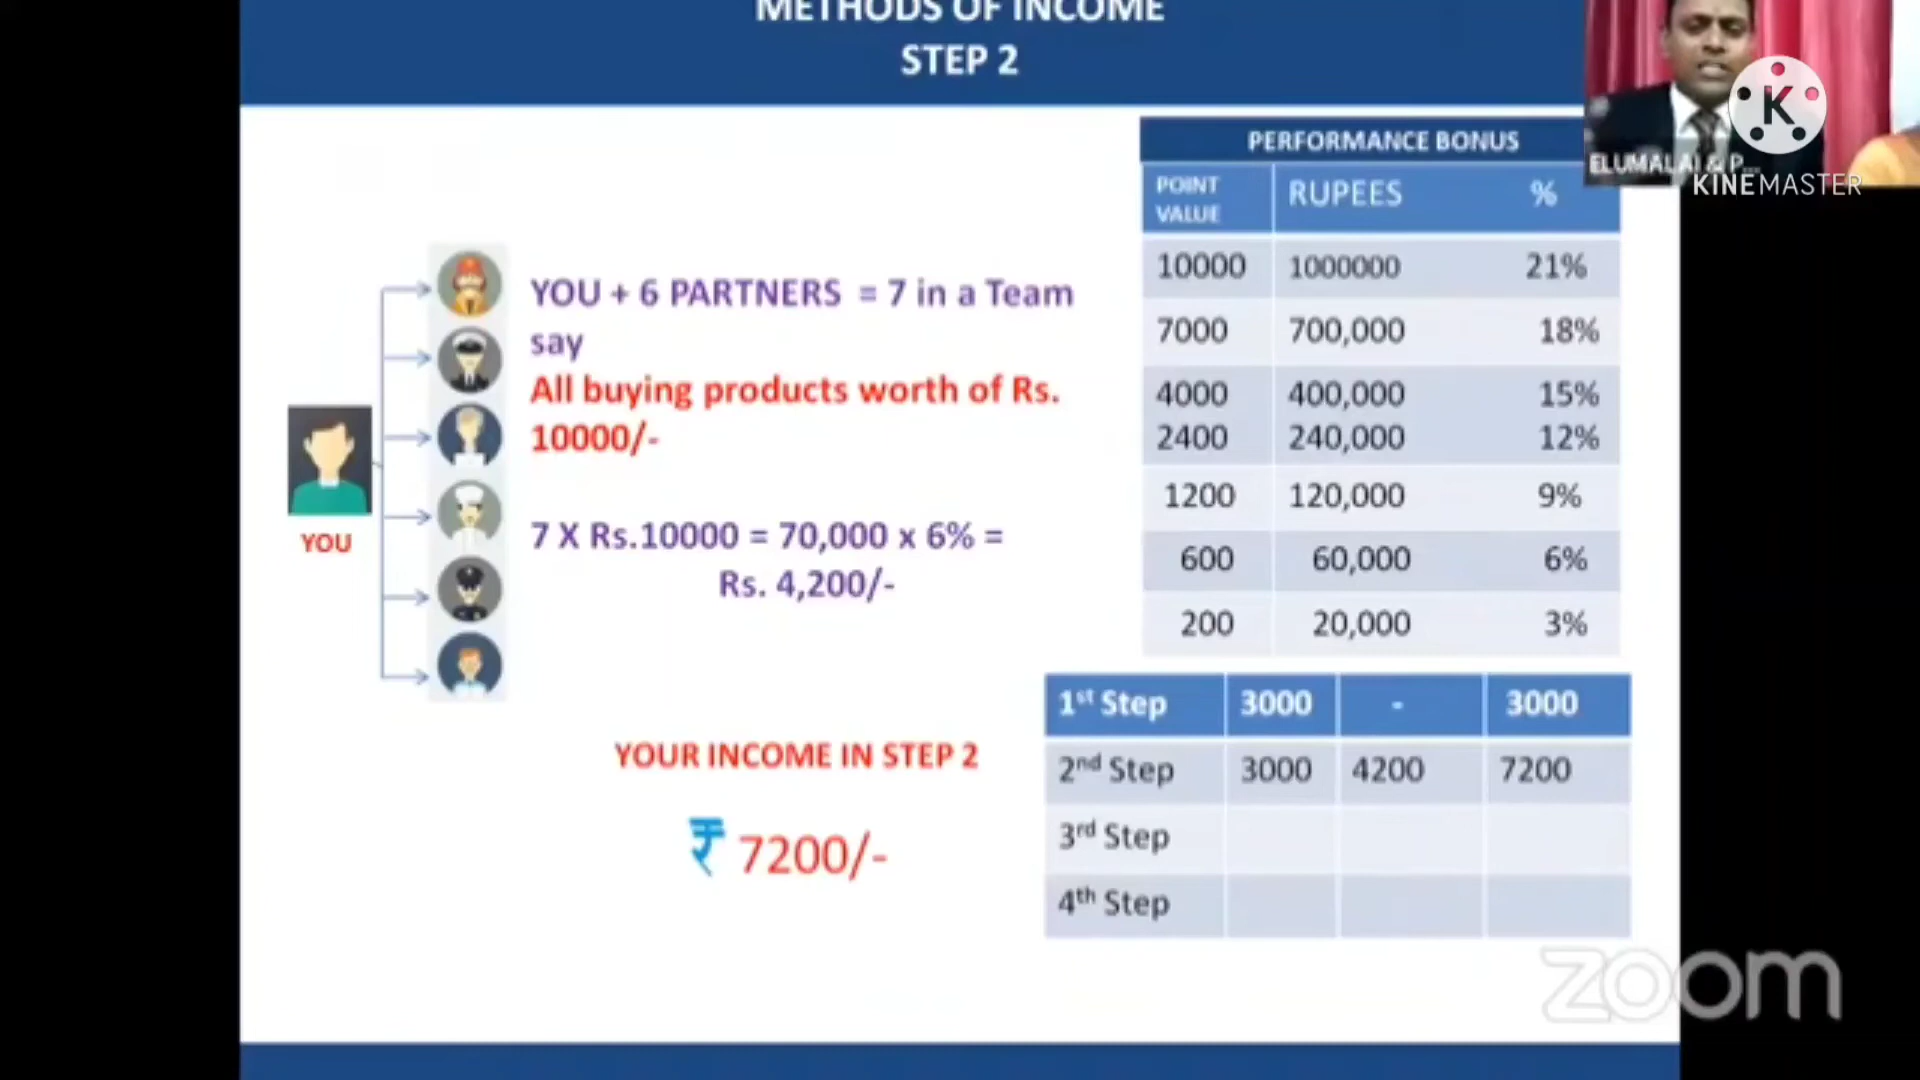 METHODS OF INCOME
STEP 2
ELUMALAI & P...
KINEMASTER
K
PERFORMANCE BONUS
POINT VALUE RUPEES %
10000 1000000 21%
7000 700,000 18%
4000 400,000 15%
2400 240,000 12%
1200 120,000 9%
600 60,000 6%
200 20,000 3%
YOU + 6 PARTNERS = 7 in a Team
say
All buying products worth of Rs.
10000/-
7 X Rs.10000 = 70,000 x 6% =
Rs. 4,200/-
YOU
YOUR INCOME IN STEP 2
₹ 7200/-
1st Step 3000 - 3000
2nd Step 3000 4200 7200
3rd Step
4th Step
zoom